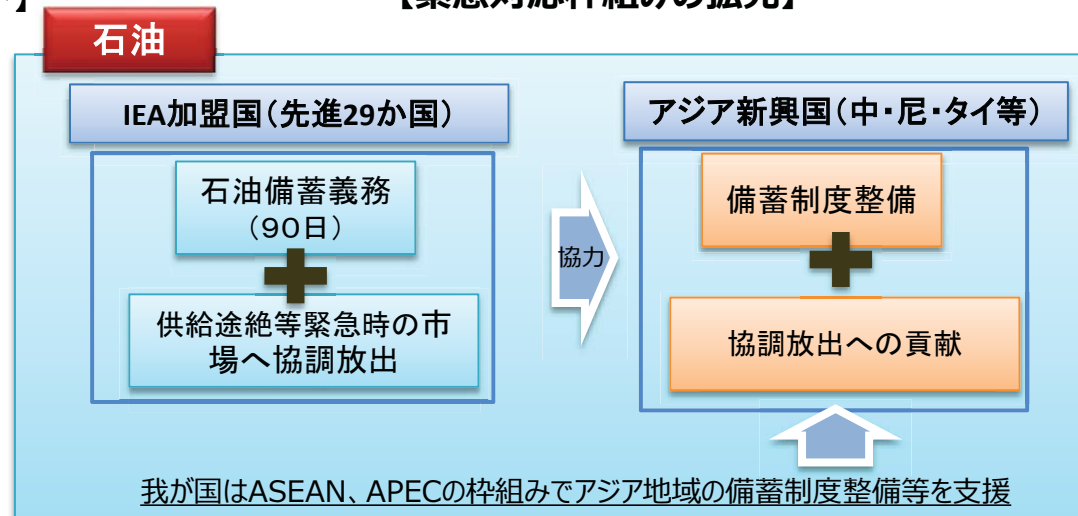 】
石油
IEA加盟国（先進29か国）
石油備蓄義務
（９０日）
供給途絶等緊急時の市
場へ協調放出
協力
アジア新興国（中・尼・タイ等）
備蓄制度整備
協調放出への貢献
我が国はASEAN、APECの枠組みでアジア地域の備蓄制度整備等を支援